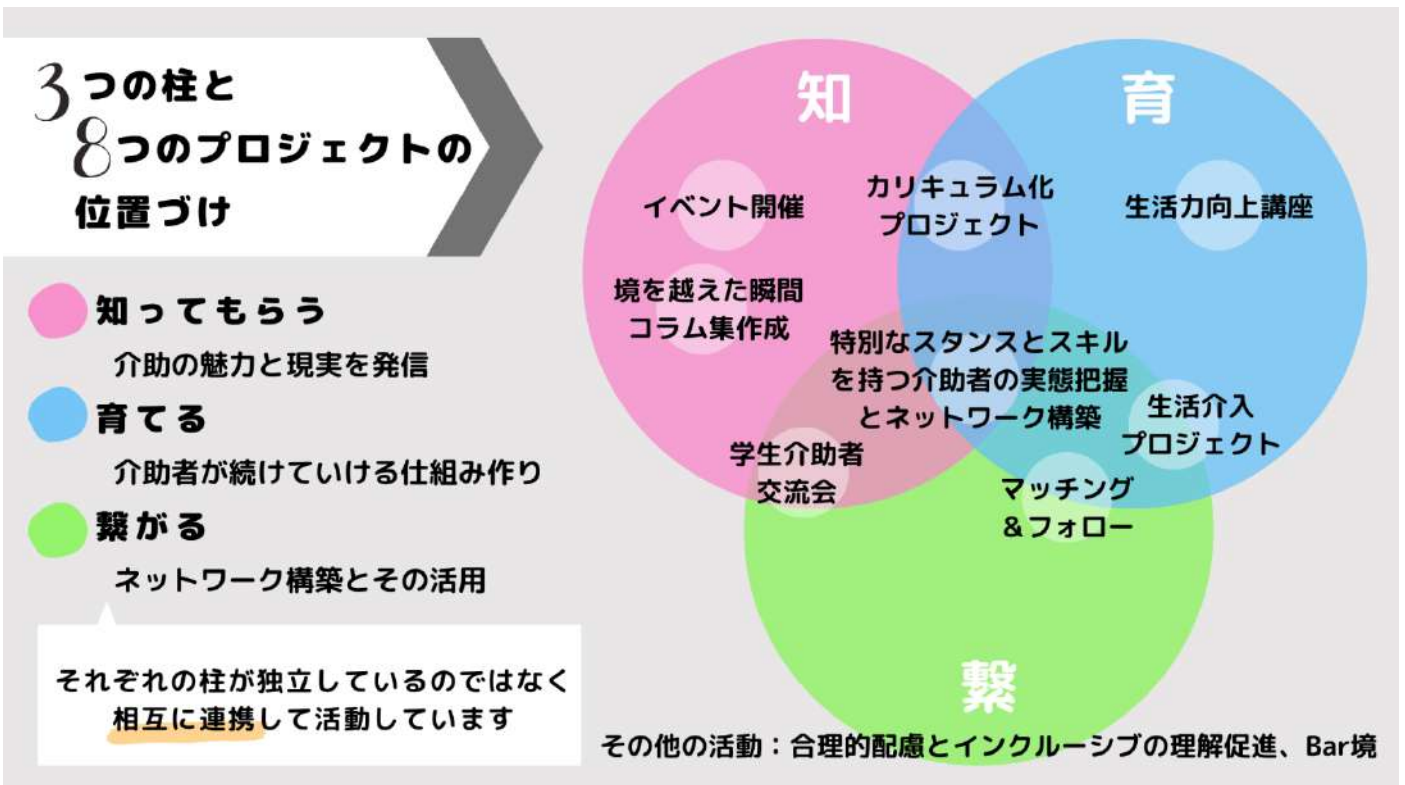 3つの柱と
8つのプロジェクトの
位置づけ
知ってもらう
介助の魅力と現実を発信
育てる
介助者が続けていける仕組み作り
繋がる
ネットワーク構築とその活用
それぞれの柱が独立しているのではなく
相互に連携して活動しています
知
育
イベント開催
カリキュラム化
プロジェクト
生活力向上講座
境を越えた瞬間
コラム集作成
特別なスタンスとスキル
を持つ介助者の実態把握
とネットワーク構築
生活介入
プロジェクト
学生介助者
交流会
マッチング
&フォロー
繋
その他の活動：合理的配慮とインクルーシブの理解促進、Bar境